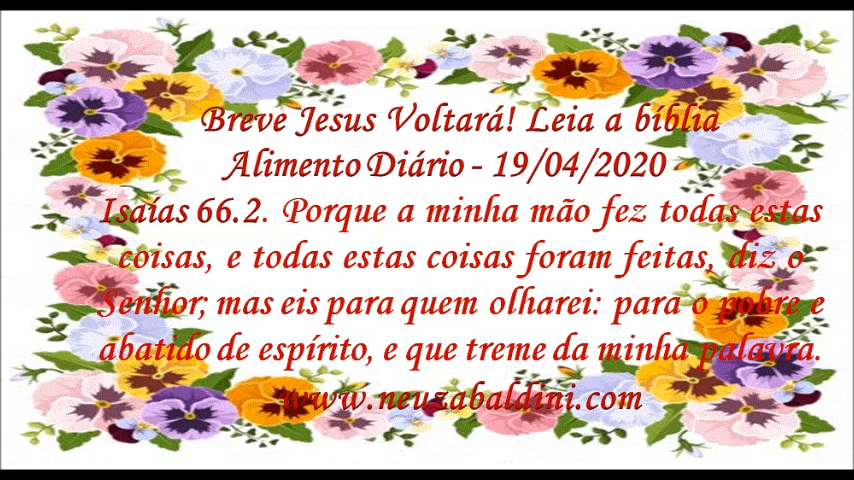 Breve Jesus Voltará! Leia a bíblia
Alimento Diário - 19/04/2020
Isaías 66.2. Porque a minha mão fez todas estas
coisas, e todas estas coisas foram feitas, diz o
Senhor; mas eis para quem olharei: para o pobre e
abatido de espírito, e que treme da minha palavra.
www.neuzabaldini.com